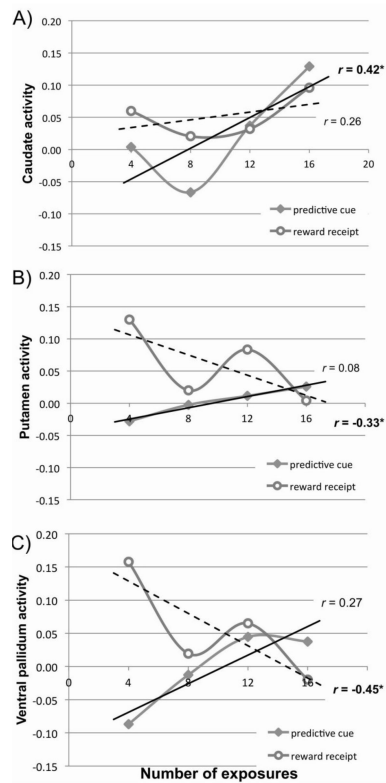 A)
0.20
0.15
r = 0.42*
0.10
r = 0.26
0.05
Caudate activity
0.00
0 4 8 12 16 20
-0.05
predictive cue
-0.10
reward receipt
-0.15
B)
0.20
0.15
0.10
r = 0.08
0.05
Putamen activity
0.00
0 4 8 12 16 20
r = -0.33*
-0.05
predictive cue
-0.10
reward receipt
-0.15
C)
0.20
0.15
0.10
r = 0.27
0.05
Ventral pallidum activity
0.00
0 4 8 12 16 20
r = -0.45*
-0.05
predictive cue
-0.10
reward receipt
-0.15
Number of exposures